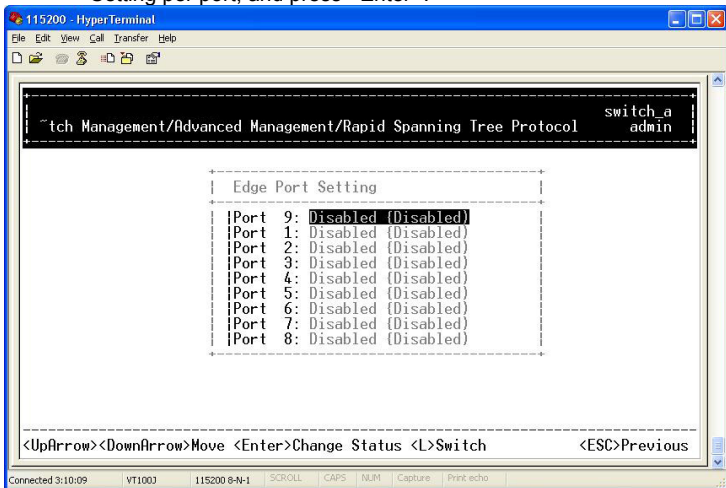 Setting per port, and press "Enter".
115200 - HyperTerminal
File Edit View Call Transfer Help
switch_a
~tch Management/Advanced Management/Rapid Spanning Tree Protocol admin
Edge Port Setting
Port 9: Disabled (Disabled)
Port 1: Disabled (Disabled)
Port 2: Disabled (Disabled)
Port 3: Disabled (Disabled)
Port 4: Disabled (Disabled)
Port 5: Disabled (Disabled)
Port 6: Disabled (Disabled)
Port 7: Disabled (Disabled)
Port 8: Disabled (Disabled)
<UpArrow><DownArrow>Move <Enter>Change Status <L>Switch <ESC>Previous
Connected 3:10:09 VT100J 115200 8-N-1 SCROLL CAPS NUM Capture Print echo